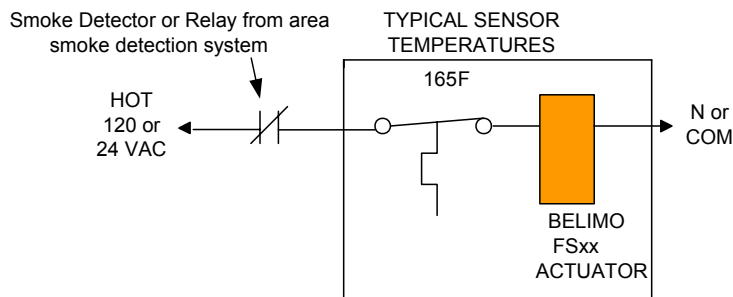 Smoke Detector or Relay from area
smoke detection system
TYPICAL SENSOR
TEMPERATURES
165F
HOT
120 or
24 VAC
N or
COM
BELIMO
FSxx
ACTUATOR